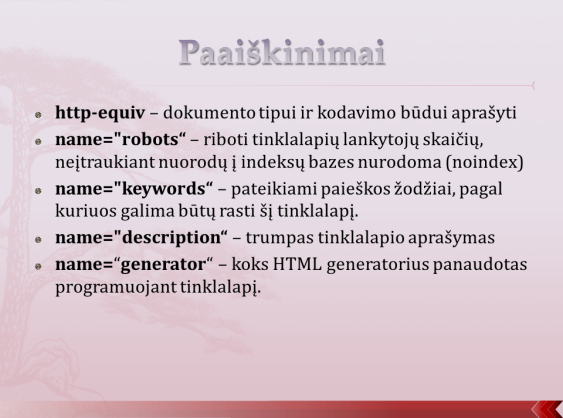 Paaiškinimai
http-equiv – dokumento tipui ir kodavimo būdui aprašyti
name="robots“ – riboti tinklalapių lankytojų skaičių,
neįtraukiant nuorodų į indeksų bazes nurodoma (noindex)
name="keywords“ – pateikiami paieškos žodžiai, pagal
kuriuos galima būtų rasti šį tinklalapį.
name="description“ – trumpas tinklalapio aprašymas
name=“generator“ – koks HTML generatorius panaudotas
programuojant tinklalapį.